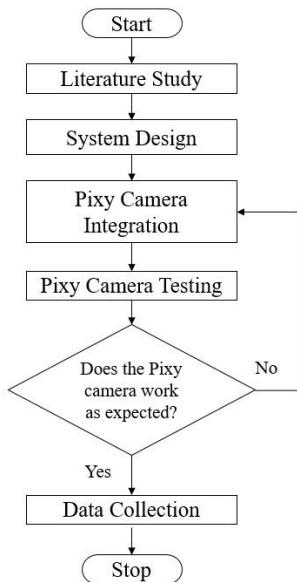 Start
Literature Study
System Design
Pixy Camera
Integration
Pixy Camera Testing
Does the Pixy
camera work
as expected?
No
Yes
Data Collection
Stop